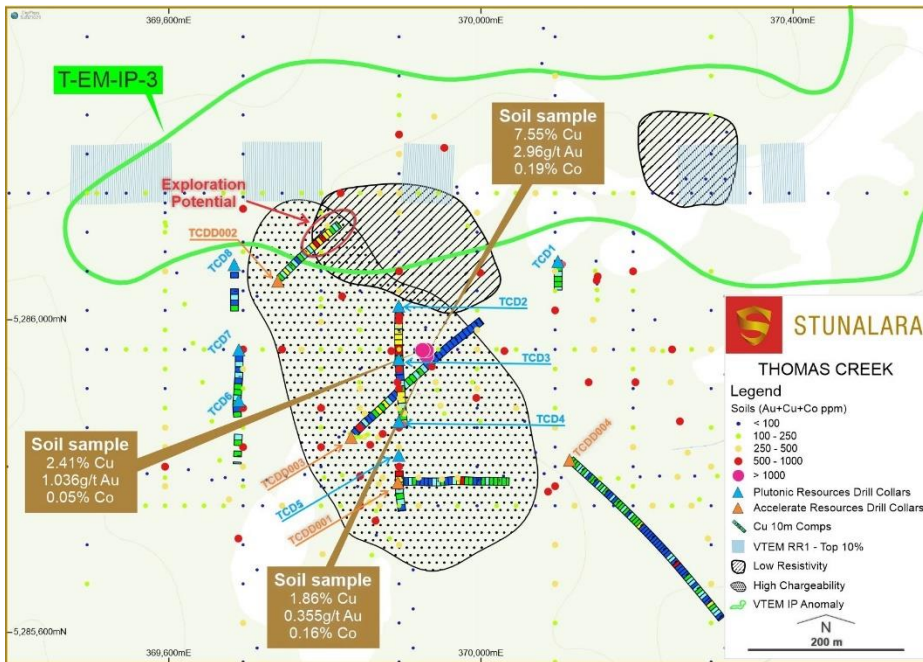 369,600mE
370,000mE
370,400mE
T-EM-IP-3
Soil sample
7.55% Cu
2.96g/t Au
0.19% Co
Exploration
Potential
TCDD002
TCD8
TCD1
TCD2
5,286,000mN
TCD7
TCD3
TCD6
TCD4
Soil sample
2.41% Cu
1.036g/t Au
0.05% Co
TCDD003
TCDD004
TCD5
TCDD001
Soil sample
1.86% Cu
0.355g/t Au
0.16% Co
5,285,600mN
369,600mE
370,000mE
STUNALARA
THOMAS CREEK
Legend
Soils (Au+Cu+Co ppm)
< 100
100 - 250
250 - 500
500 - 1000
> 1000
Plutonic Resources Drill Collars
Accelerate Resources Drill Collars
Cu 10m Comps
VTEM RR1 - Top 10%
Low Resistivity
High Chargeability
VTEM IP Anomaly
N
200 m